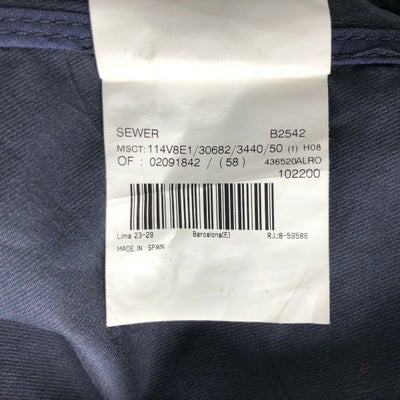 SEWER B2542
MSCT:114V8E1/30682/3440/50 (1) H08
OF : 02091842 / (58) 436520ALRO
102200
Lima 23-29 Barcelona(E) R.I.:8-59586
MADE IN SPAIN